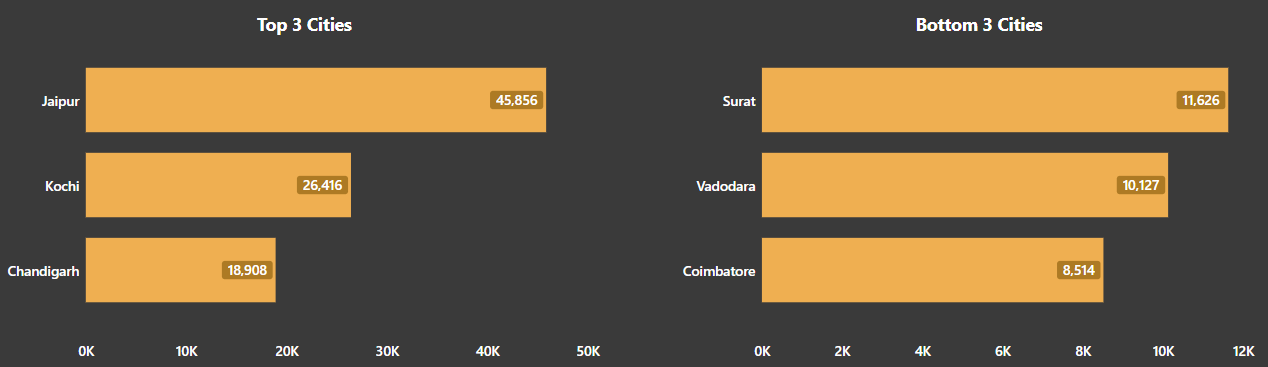 Top 3 Cities
Jaipur 45,856
Kochi 26,416
Chandigarh 18,908
0K 10K 20K 30K 40K 50K
Bottom 3 Cities
Surat 11,626
Vadodara 10,127
Coimbatore 8,514
0K 2K 4K 6K 8K 10K 12K